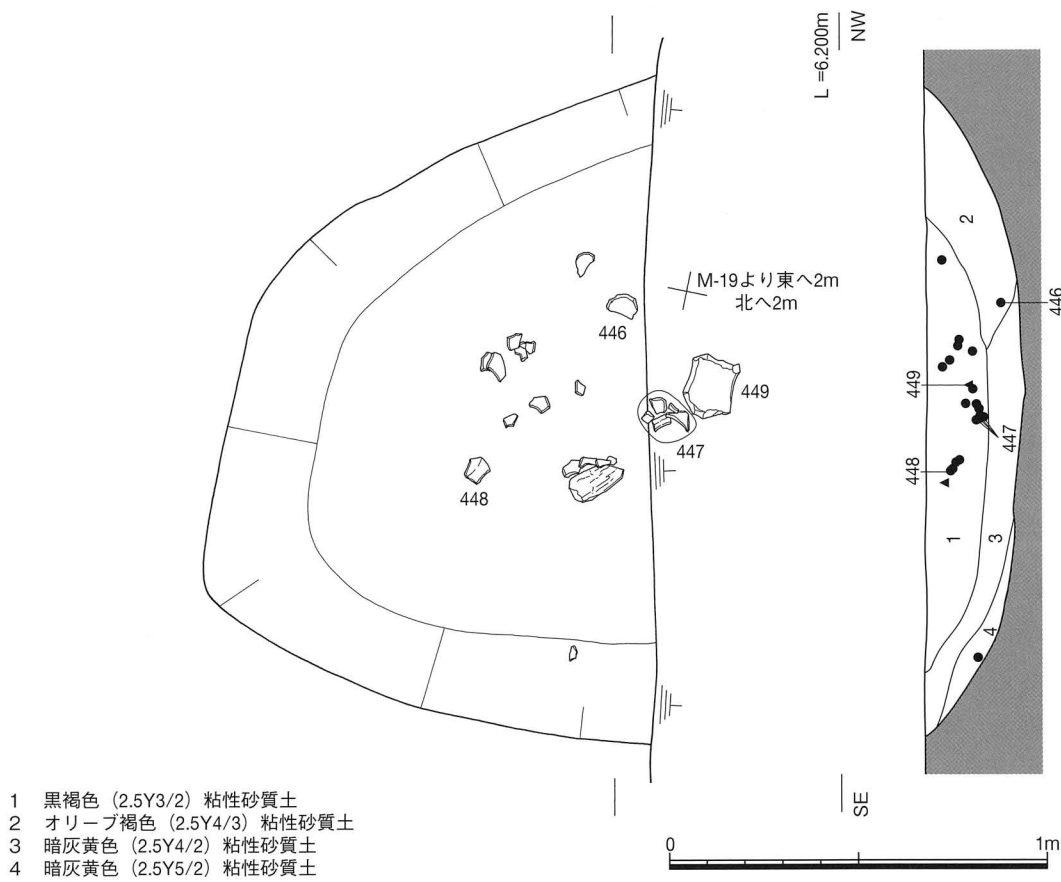 L =6.200m
NW
2
446
M-19より東へ2m
北へ2m
446
449
449
447
447
448
448
1
3
4
SE
1 黒褐色（2.5Y3/2）粘性砂質土
2 オリーブ褐色（2.5Y4/3）粘性砂質土
3 暗灰黄色（2.5Y4/2）粘性砂質土
4 暗灰黄色（2.5Y5/2）粘性砂質土
0 1m